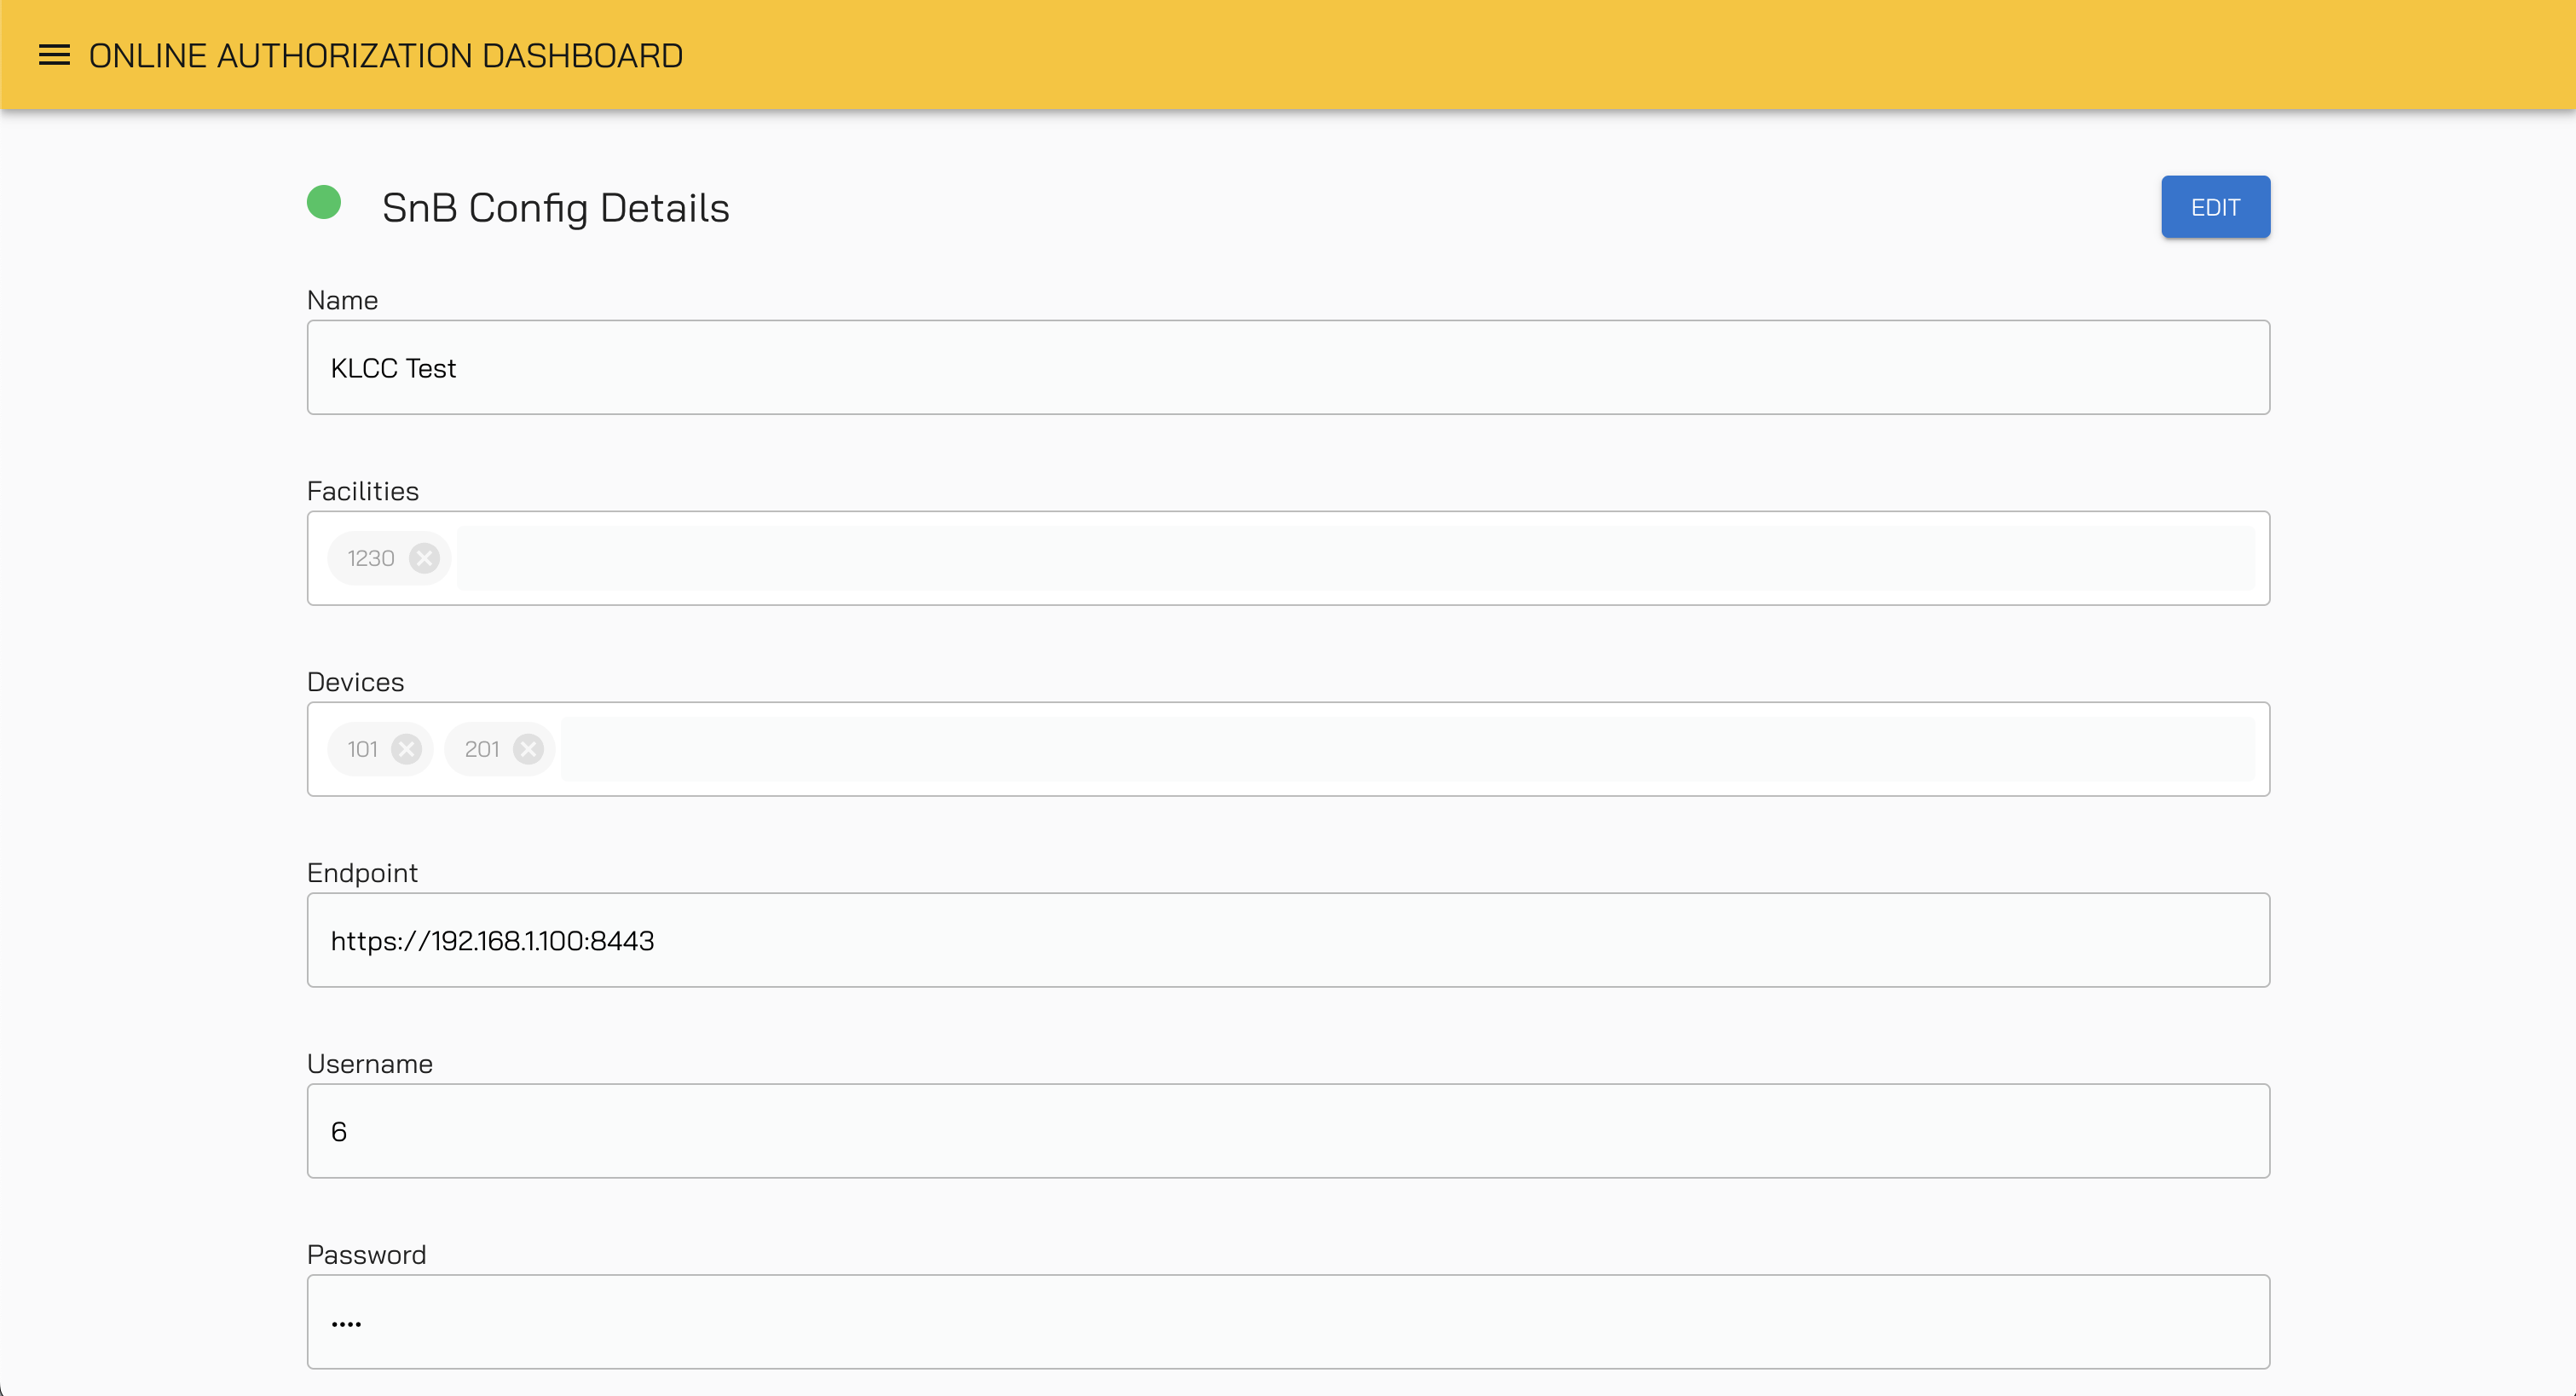 ONLINE AUTHORIZATION DASHBOARD
SnB Config Details
EDIT
Name
KLCC Test
Facilities
1230
Devices
101 201
Endpoint
https://192.168.1.100:8443
Username
6
Password
••••